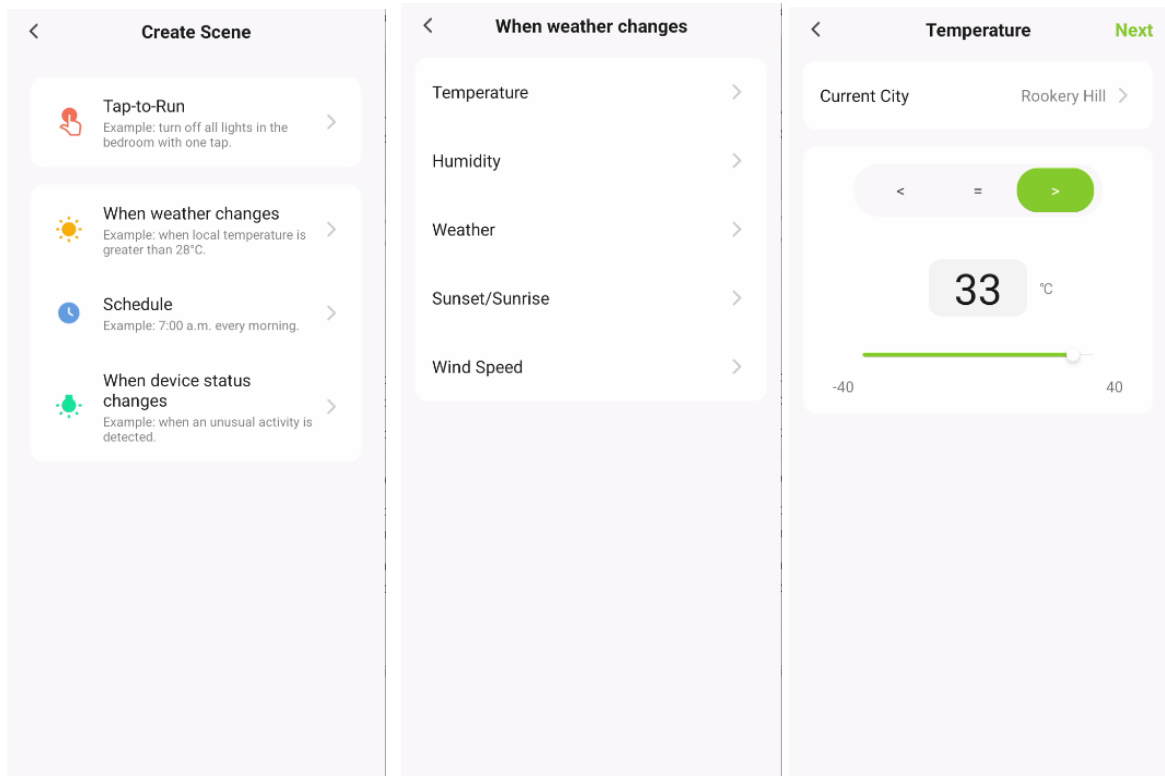 Create Scene
Tap-to-Run
Example: turn off all lights in the
bedroom with one tap.
When weather changes
Example: when local temperature is
greater than 28°C.
Schedule
Example: 7:00 a.m. every morning.
When device status
changes
Example: when an unusual activity is
detected.
When weather changes
Temperature
Humidity
Weather
Sunset/Sunrise
Wind Speed
Temperature Next
Current City Rookery Hill
< = >
33 °C
-40 40